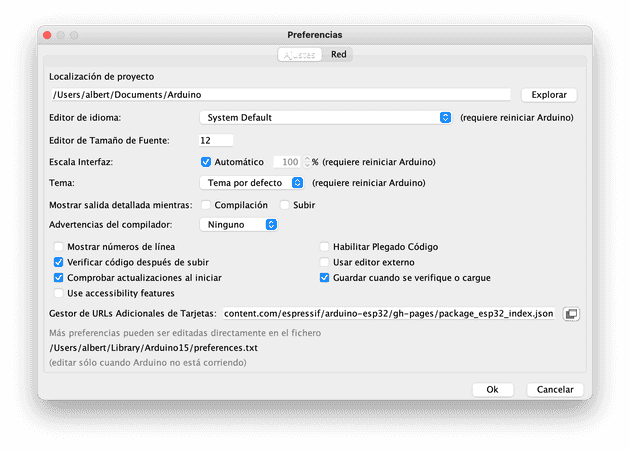 Preferencias
Ajustes Red
Localización de proyecto
/Users/albert/Documents/Arduino Explorar
Editor de idioma: System Default (requiere reiniciar Arduino)
Editor de Tamaño de Fuente: 12
Escala Interfaz: Automático 100 % (requiere reiniciar Arduino)
Tema: Tema por defecto (requiere reiniciar Arduino)
Mostrar salida detallada mientras: Compilación Subir
Advertencias del compilador: Ninguno
Mostrar números de línea Habilitar Plegado Código
Verificar código después de subir Usar editor externo
Comprobar actualizaciones al iniciar Guardar cuando se verifique o cargue
Use accessibility features
Gestor de URLs Adicionales de Tarjetas: content.com/espressif/arduino-esp32/gh-pages/package_esp32_index.json
Más preferencias pueden ser editadas directamente en el fichero
/Users/albert/Library/Arduino15/preferences.txt
(editar sólo cuando Arduino no está corriendo)
Ok Cancelar